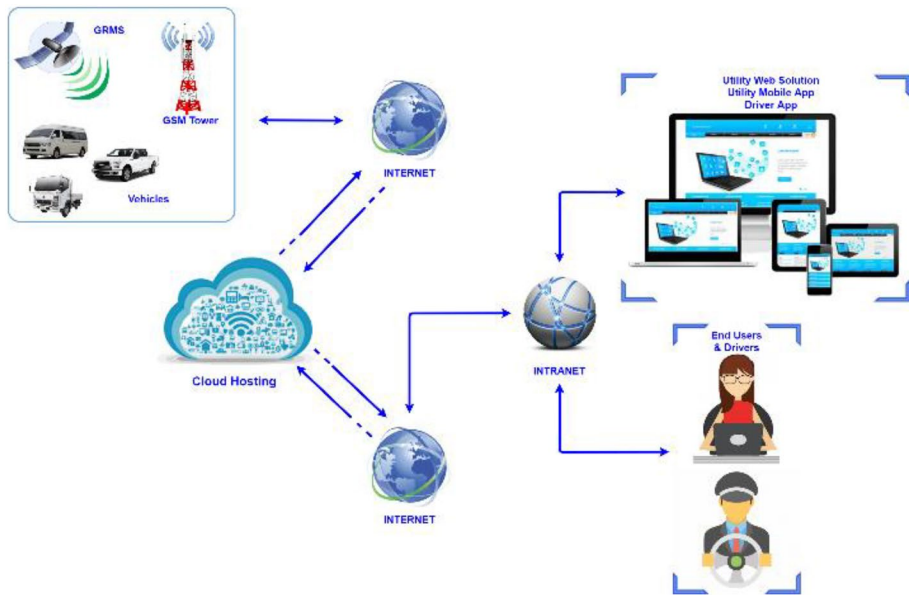 GRMS
GSM Tower
Vehicles
INTERNET
Utility Web Solution
Utility Mobile App
Driver App
Cloud Hosting
INTRANET
End Users
& Drivers
INTERNET